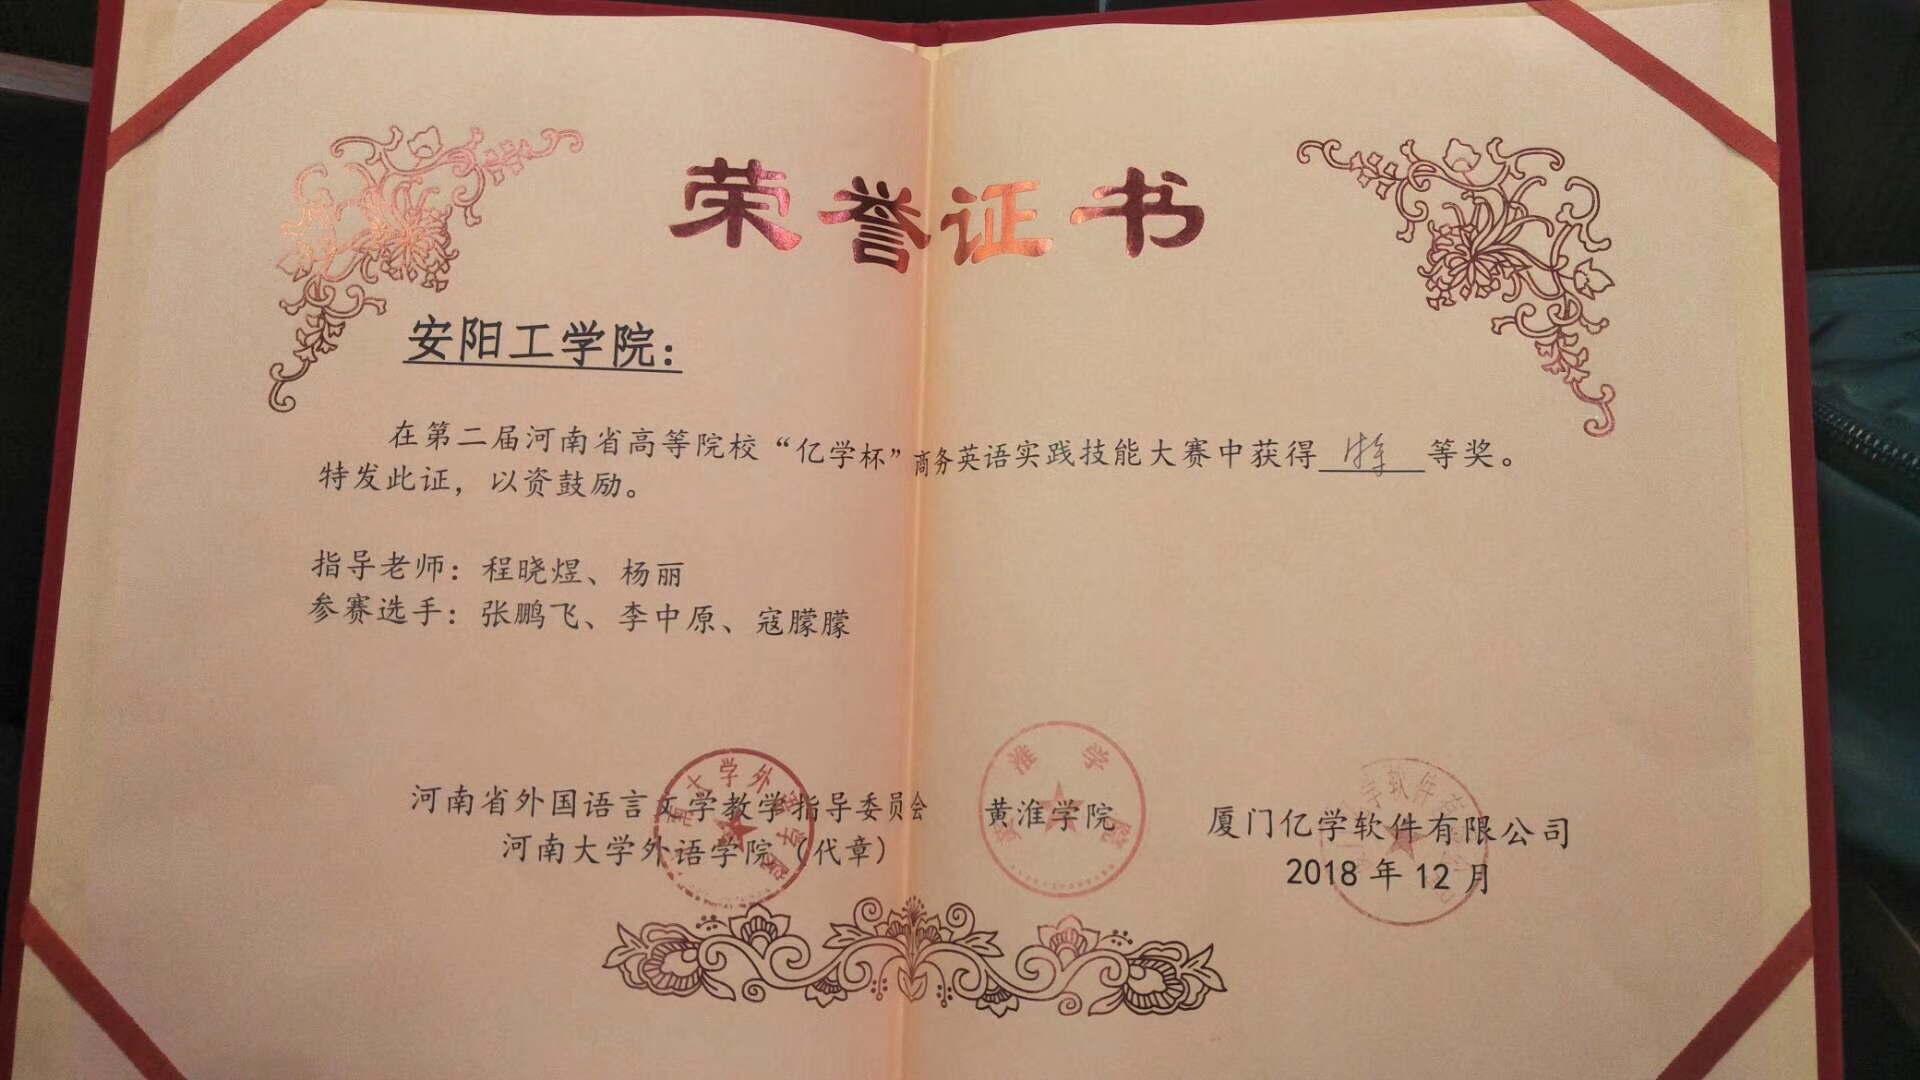 荣誉证书
安阳工学院：
在第二届河南省高等院校“亿学杯”商务英语实践技能大赛中获得 特 等奖。
特发此证，以资鼓励。
指导老师：程晓煜、杨丽
参赛选手：张鹏飞、李中原、寇朦朦
河南省外国语言文学教学指导委员会 黄淮学院 厦门亿学软件有限公司
河南大学外语学院（代章） 2018年12月